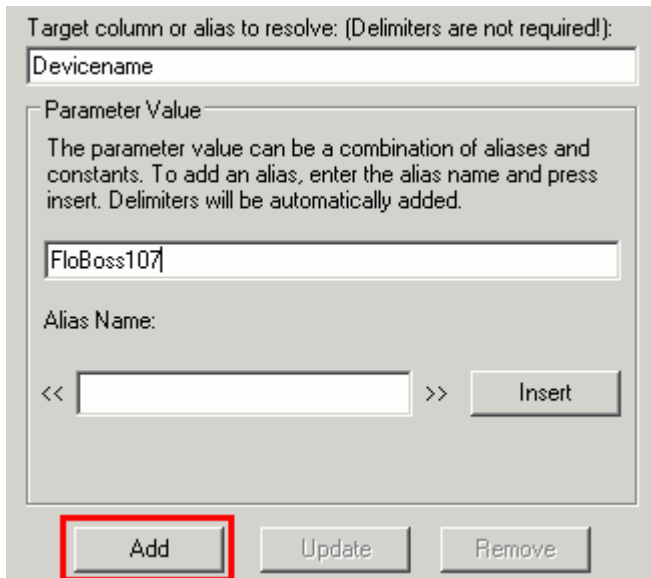 Target column or alias to resolve: (Delimiters are not required!):
Devicename
Parameter Value
The parameter value can be a combination of aliases and
constants. To add an alias, enter the alias name and press
insert. Delimiters will be automatically added.
FloBoss107
Alias Name:
<< >> Insert
Add Update Remove